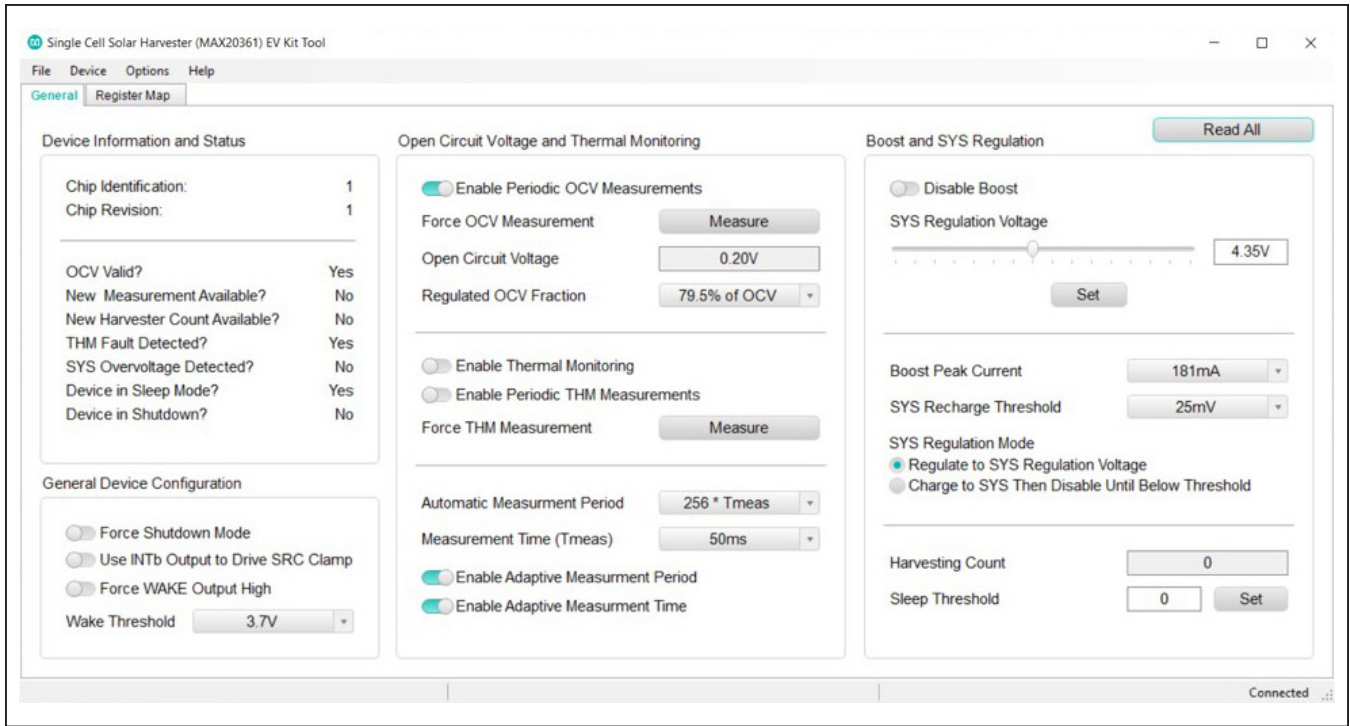 Single Cell Solar Harvester (MAX20361) EV Kit Tool
File Device Options Help
General Register Map
Read All
Device Information and Status
Chip Identification: 1
Chip Revision: 1
OCV Valid? Yes
New Measurement Available? No
New Harvester Count Available? No
THM Fault Detected? Yes
SYS Overvoltage Detected? No
Device in Sleep Mode? Yes
Device in Shutdown? No
General Device Configuration
Force Shutdown Mode
Use INTb Output to Drive SRC Clamp
Force WAKE Output High
Wake Threshold 3.7V
Open Circuit Voltage and Thermal Monitoring
Enable Periodic OCV Measurements
Force OCV Measurement Measure
Open Circuit Voltage 0.20V
Regulated OCV Fraction 79.5% of OCV
Enable Thermal Monitoring
Enable Periodic THM Measurements
Force THM Measurement Measure
Automatic Measurment Period 256 * Tmeas
Measurement Time (Tmeas) 50ms
Enable Adaptive Measurment Period
Enable Adaptive Measurment Time
Boost and SYS Regulation
Disable Boost
SYS Regulation Voltage
4.35V
Set
Boost Peak Current 181mA
SYS Recharge Threshold 25mV
SYS Regulation Mode
Regulate to SYS Regulation Voltage
Charge to SYS Then Disable Until Below Threshold
Harvesting Count 0
Sleep Threshold 0 Set
Connected